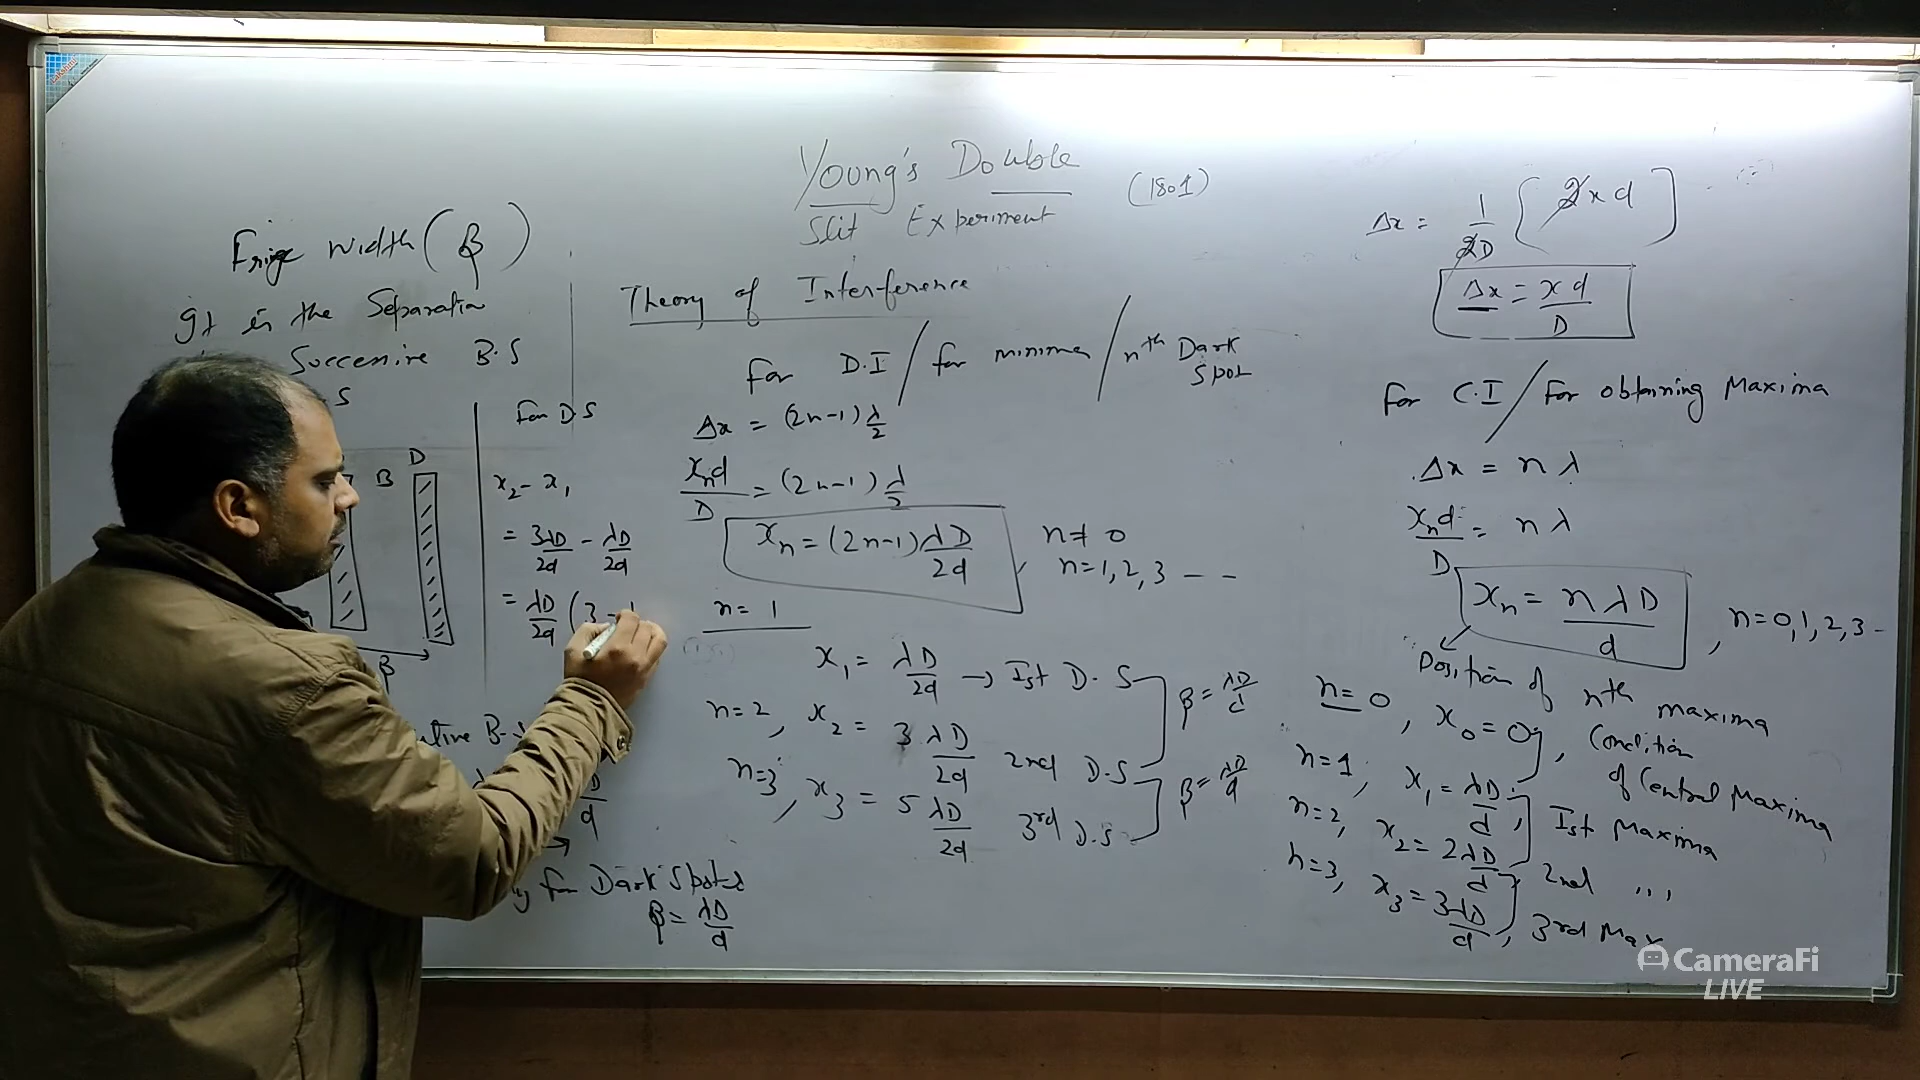 Young's Double
Slit Experiment (1801)
Fringe Width (β)
It is the Separation
Successive B.S
S
B D
β
For D.S
x₂ - x₁
= 3λD/2d - λD/2d
= λD/2d (3-1
B.S
D/d
for Dark Spots
β = λD/d
Theory of Interference
For D.I / for minima / nth Dark Spot
Δx = (2n-1) λ/2
xₙd/D = (2n-1) λ/2
xₙ = (2n-1) λD/2d , n ≠ 0
n = 1, 2, 3 - -
n = 1
x₁ = λD/2d → Ist D.S
β = λD/d
n=2, x₂ = 3 λD/2d 2nd D.S
β = λD/d
n=3, x₃ = 5 λD/2d 3rd D.S
Δx = 1/2D [2xd]
Δx = xd/D
For C.I / For obtaining Maxima
Δx = nλ
xₙd/D = nλ
xₙ = nλD/d , n = 0, 1, 2, 3 -
Position of nth maxima
n = 0, x₀ = 0, Condition of Central Maxima
n = 1, x₁ = λD/d, Ist Maxima
n = 2, x₂ = 2λD/d, 2nd ,,,
n = 3, x₃ = 3λD/d, 3rd Max
CameraFi
LIVE